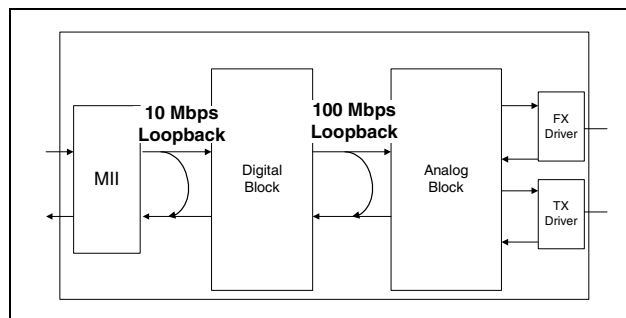 10 Mbps
Loopback
100 Mbps
Loopback
MII
Digital
Block
Analog
Block
FX
Driver
TX
Driver